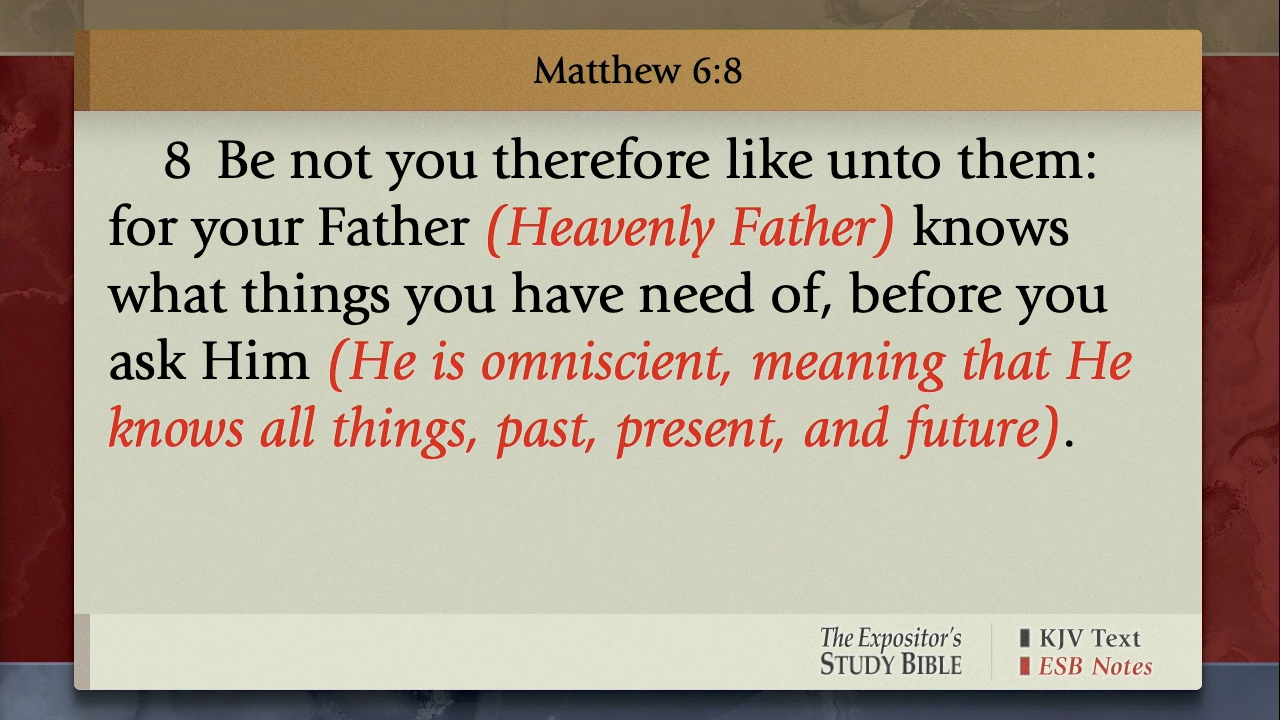 Matthew 6:8
8 Be not you therefore like unto them:
for your Father (Heavenly Father) knows
what things you have need of, before you
ask Him (He is omniscient, meaning that He
knows all things, past, present, and future).
The Expositor's
STUDY BIBLE
KJV Text
ESB Notes